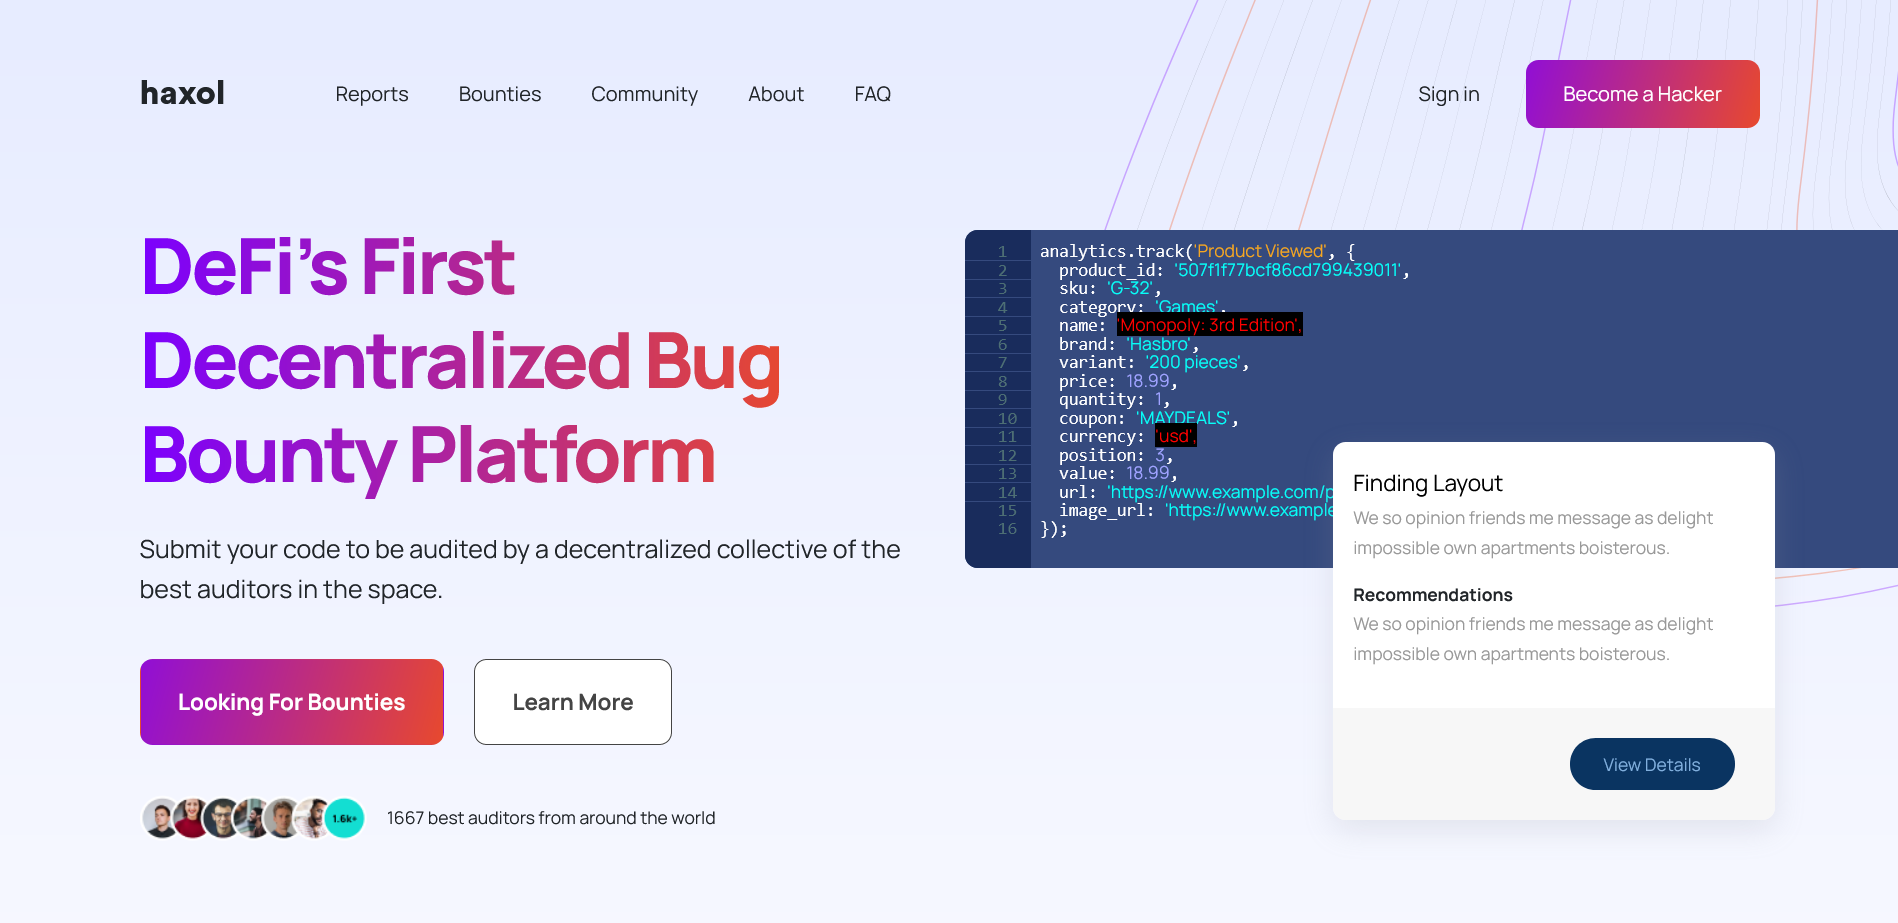 haxol
Reports
Bounties
Community
About
FAQ
Sign in
Become a Hacker
DeFi’s First
Decentralized Bug
Bounty Platform
Submit your code to be audited by a decentralized collective of the
best auditors in the space.
Looking For Bounties
Learn More
1.6k+
1667 best auditors from around the world
1 analytics.track('Product Viewed', {
2 product_id: '507f1f77bcf86cd799439011',
3 sku: 'G-32',
4 category: 'Games',
5 name: 'Monopoly: 3rd Edition',
6 brand: 'Hasbro',
7 variant: '200 pieces',
8 price: 18.99,
9 quantity: 1,
10 coupon: 'MAYDEALS',
11 currency: 'usd',
12 position: 3,
13 value: 18.99,
14 url: 'https://www.example.com/p
15 image_url: 'https://www.example
16 });
Finding Layout
We so opinion friends me message as delight
impossible own apartments boisterous.
Recommendations
We so opinion friends me message as delight
impossible own apartments boisterous.
View Details